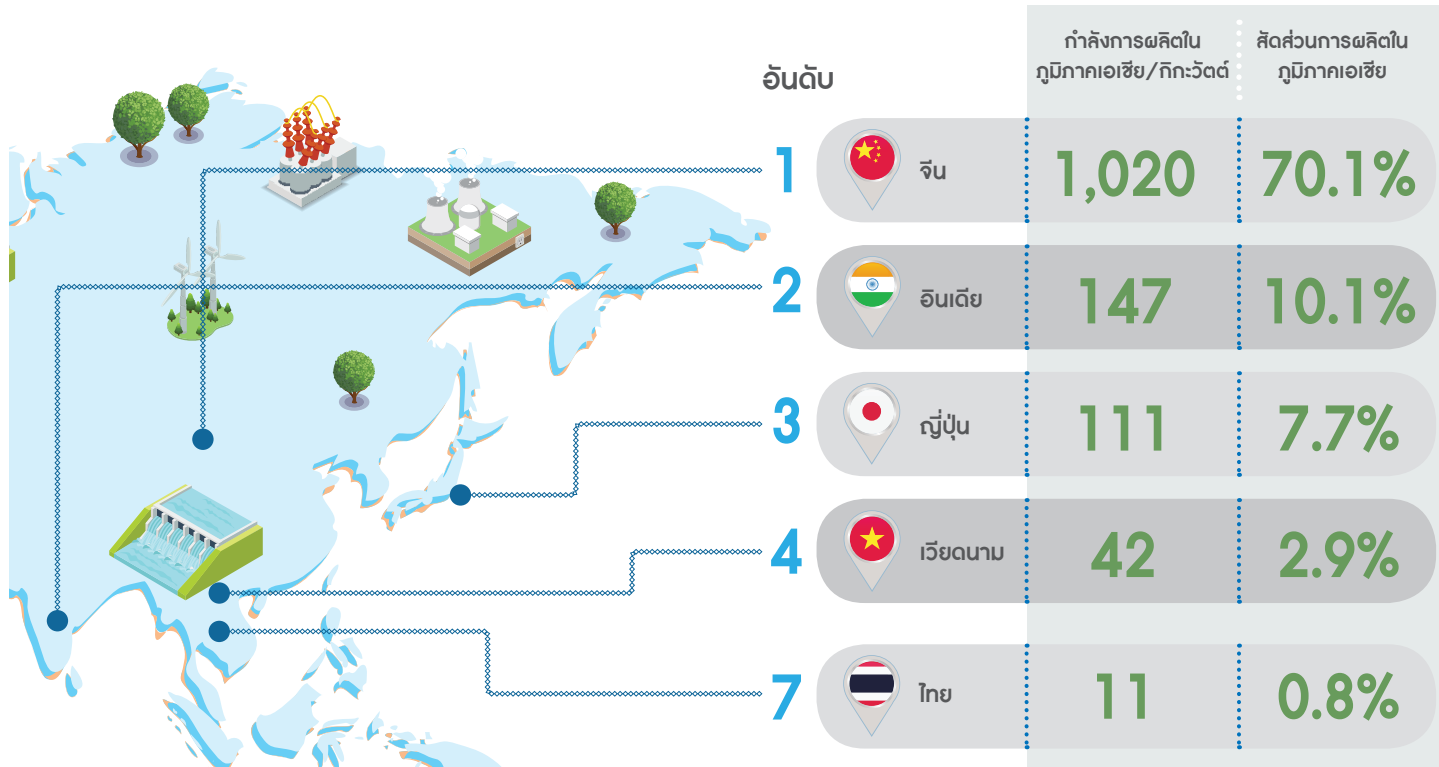 อันดับ
กำลังการผลิตใน
ภูมิภาคเอเชีย/กิกะวัตต์
สัดส่วนการผลิตใน
ภูมิภาคเอเชีย
1 จีน 1,020 70.1%
2 อินเดีย 147 10.1%
3 ญี่ปุ่น 111 7.7%
4 เวียดนาม 42 2.9%
7 ไทย 11 0.8%